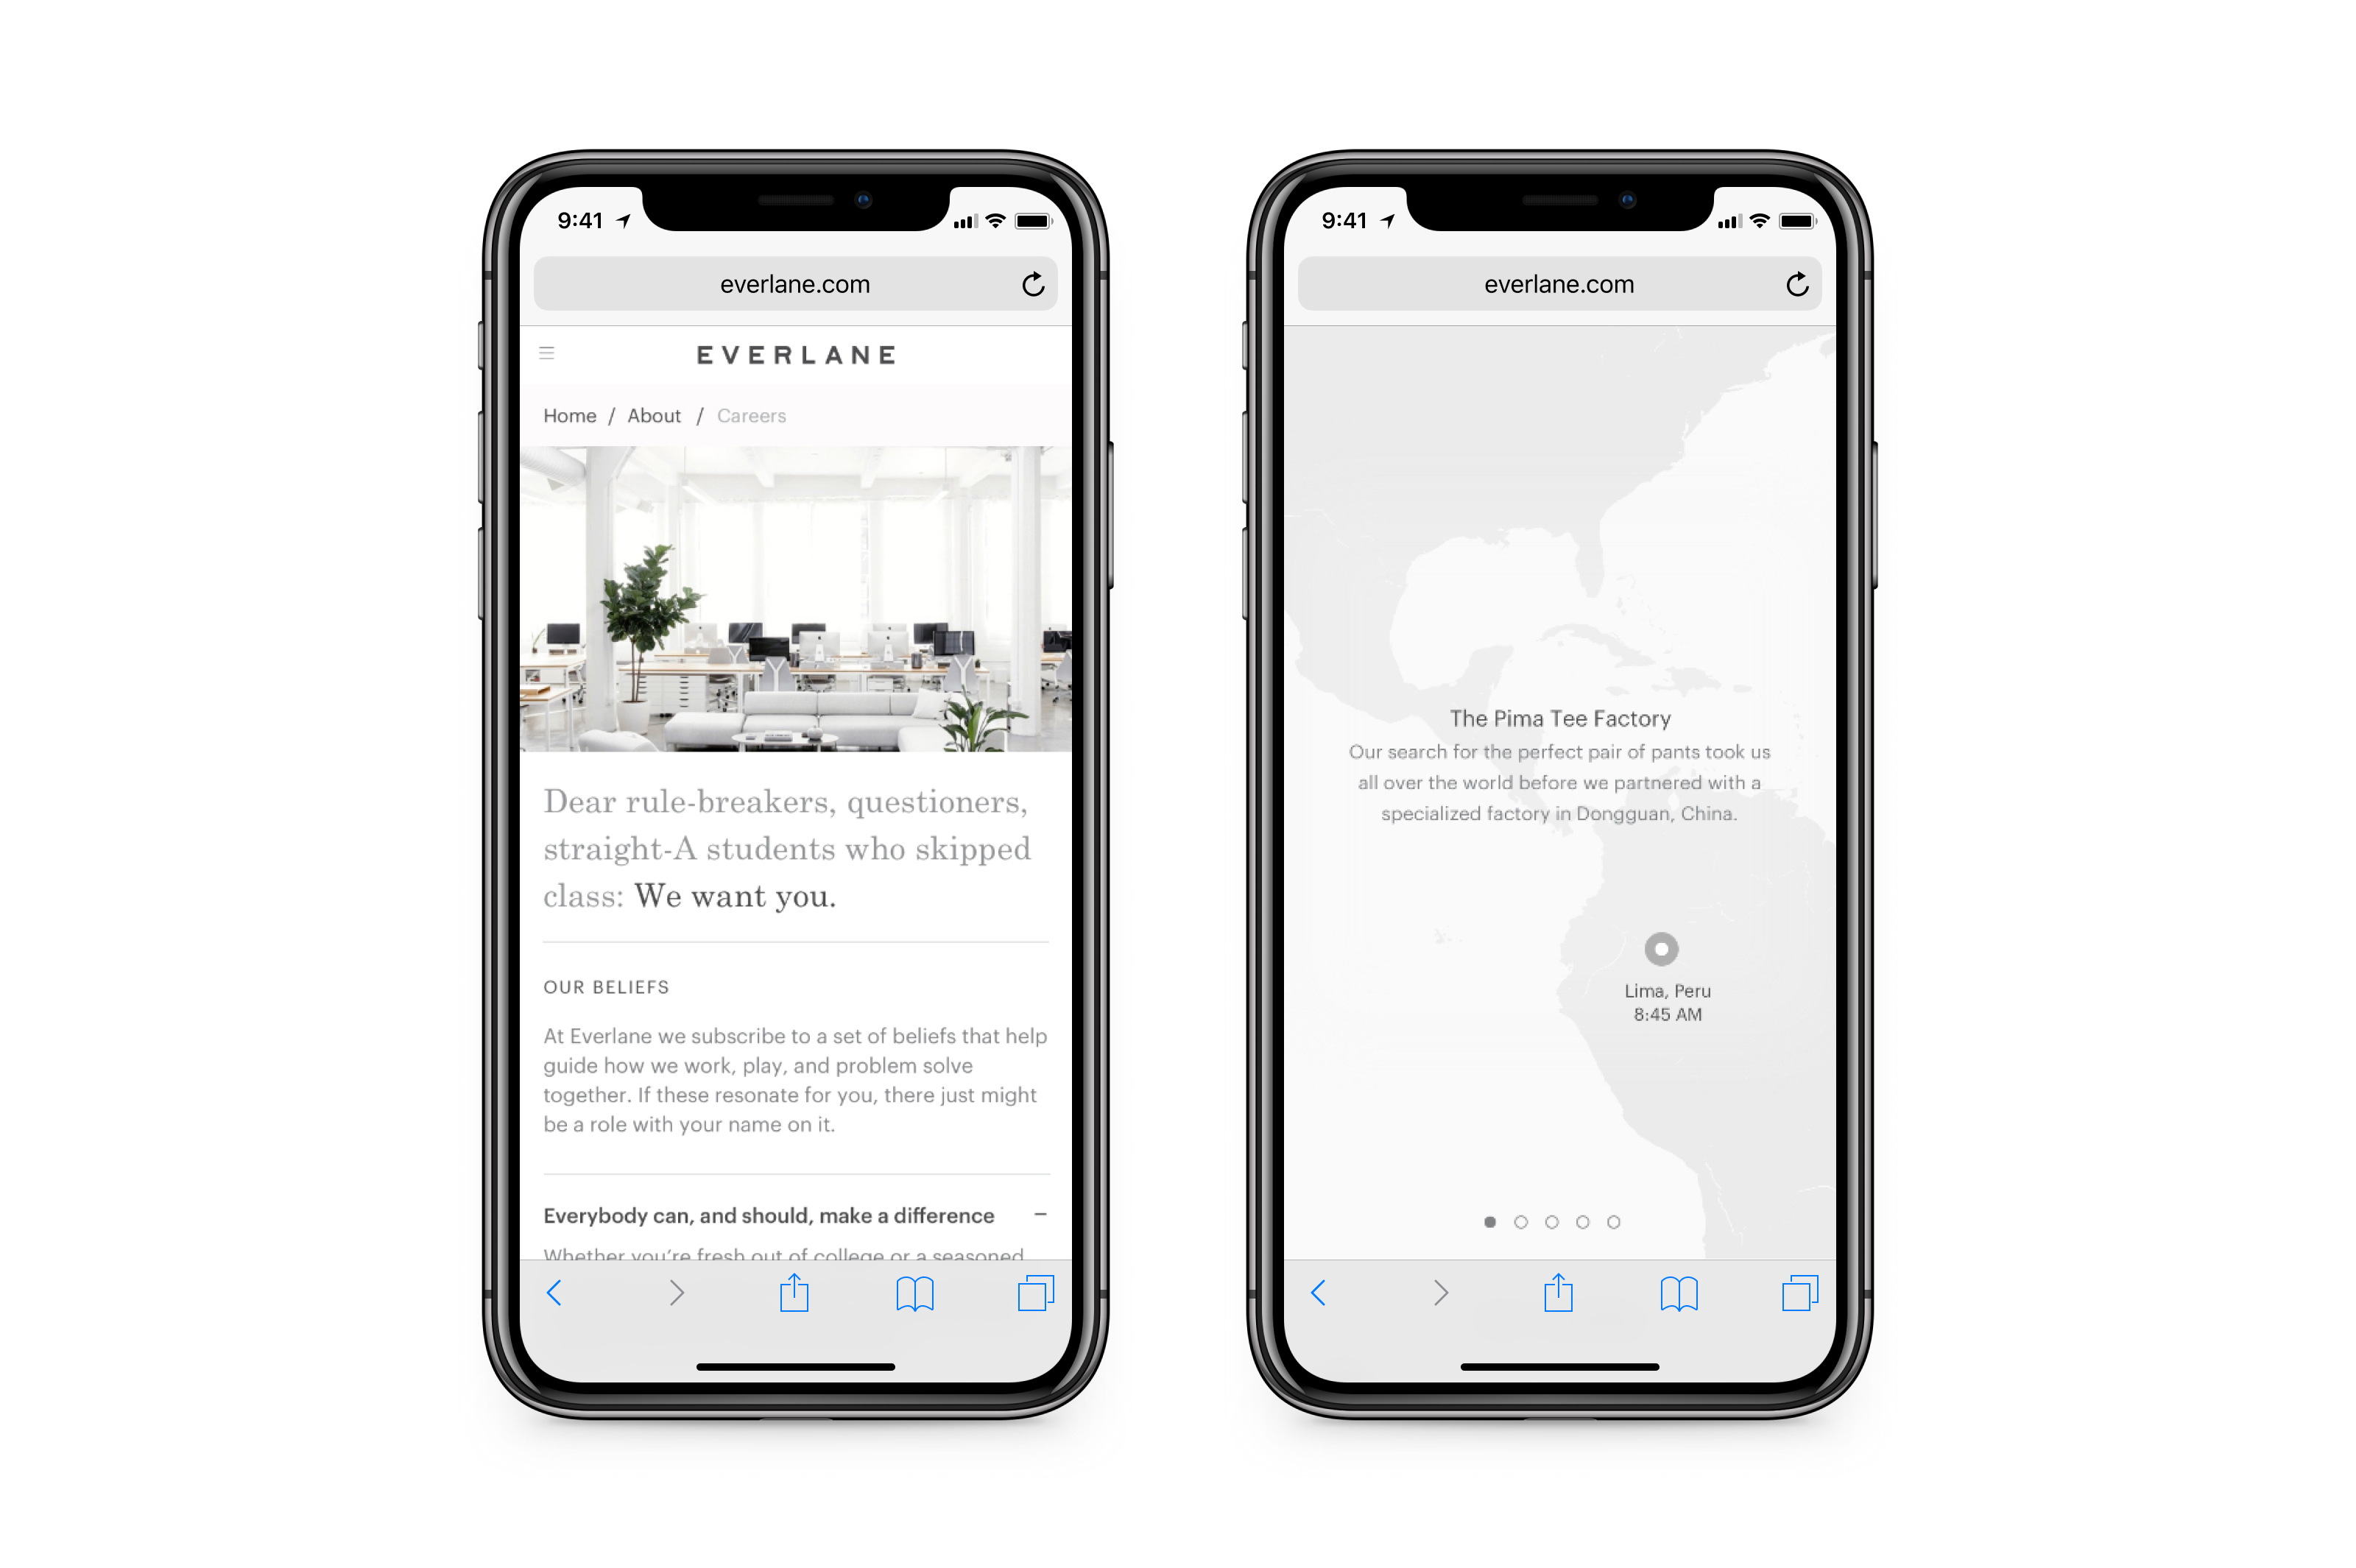 9:41
everlane.com
EVERLANE
Home / About / Careers
Dear rule-breakers, questioners,
straight-A students who skipped
class: We want you.
OUR BELIEFS
At Everlane we subscribe to a set of beliefs that help
guide how we work, play, and problem solve
together. If these resonate for you, there just might
be a role with your name on it.
Everybody can, and should, make a difference
Whether you're fresh out of college or a seasoned
9:41
everlane.com
The Pima Tee Factory
Our search for the perfect pair of pants took us
all over the world before we partnered with a
specialized factory in Dongguan, China.
Lima, Peru
8:45 AM